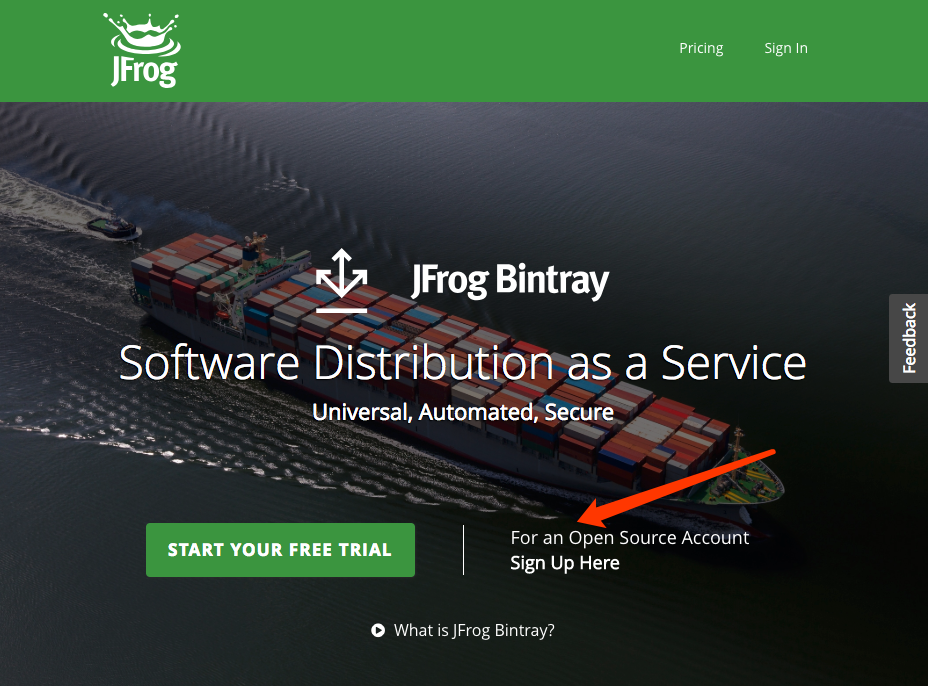 JFrog
Pricing
Sign In
JFrog Bintray
Software Distribution as a Service
Universal, Automated, Secure
Feedback
START YOUR FREE TRIAL
For an Open Source Account
Sign Up Here
What is JFrog Bintray?